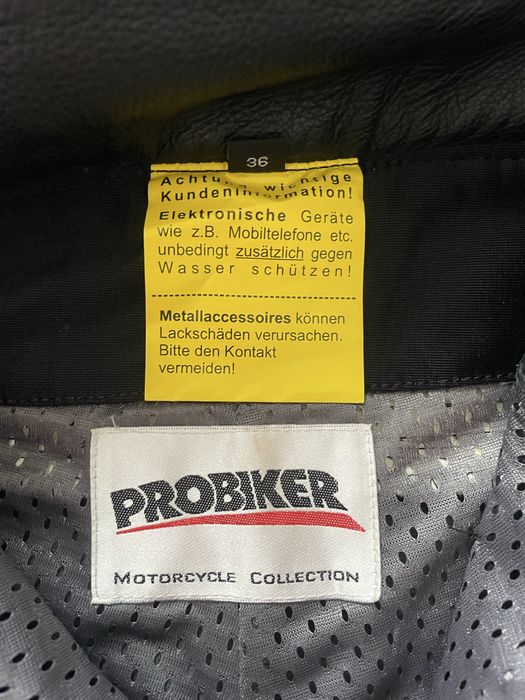 36
Achtung wichtige
Kundeninformation!
Elektronische Geräte
wie z.B. Mobiltelefone etc.
unbedingt zusätzlich gegen
Wasser schützen!
Metallaccessoires können
Lackschäden verursachen.
Bitte den Kontakt
vermeiden!
PROBIKER
MOTORCYCLE COLLECTION